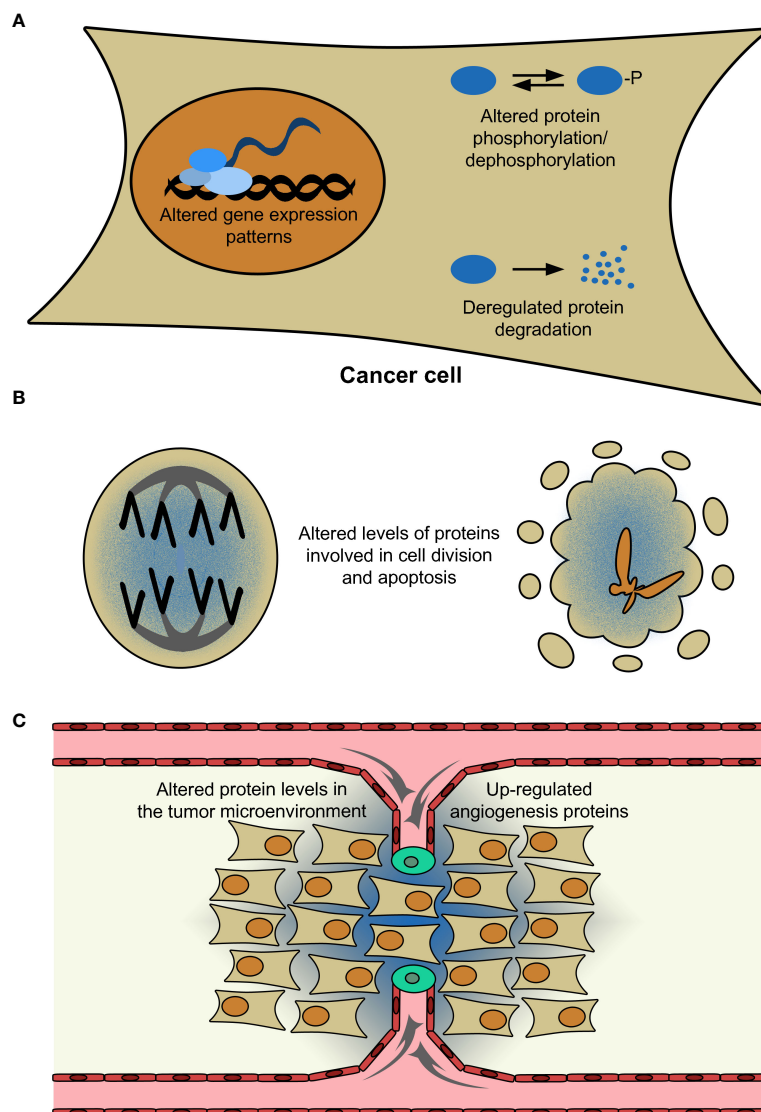 A
-P
Altered protein
phosphorylation/
dephosphorylation
Altered gene expression
patterns
Deregulated protein
degradation
Cancer cell
B
Altered levels of proteins
involved in cell division
and apoptosis
C
Altered protein levels in
the tumor microenvironment
Up-regulated
angiogenesis proteins